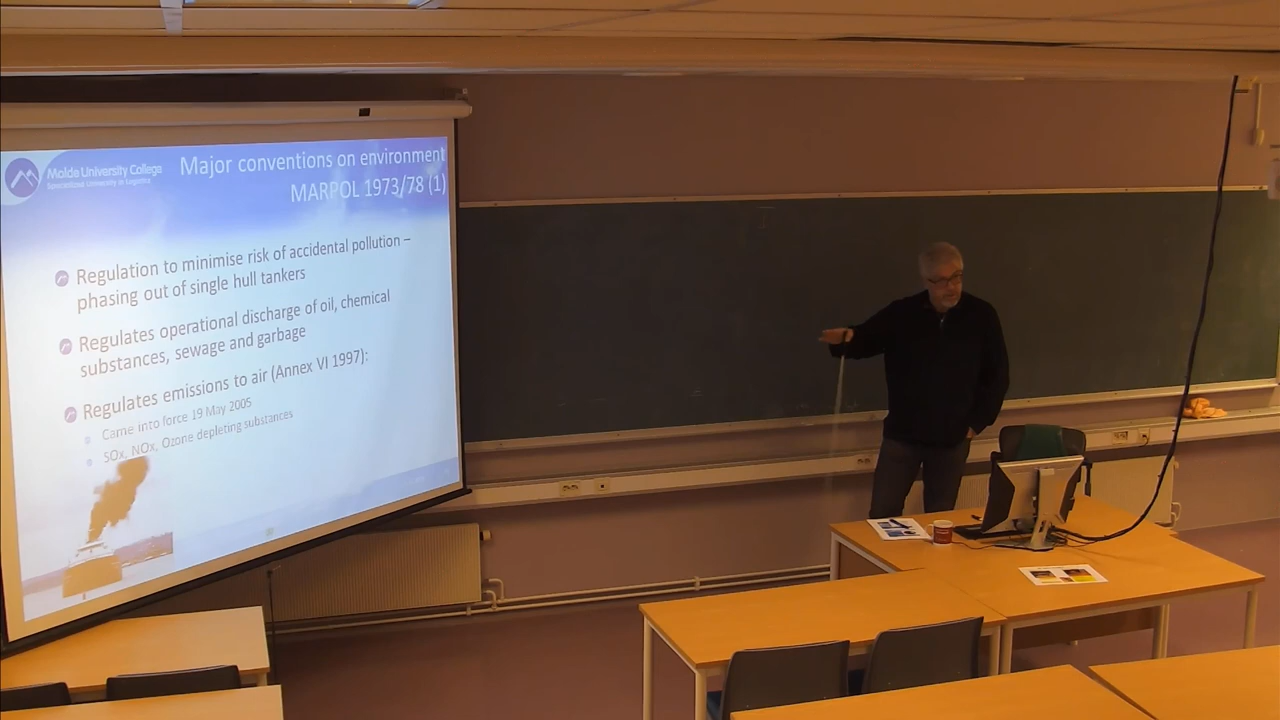 Molde University College
Specialized University in Logistics
Major conventions on environment
MARPOL 1973/78 (1)
Regulation to minimise risk of accidental pollution –
phasing out of single hull tankers
Regulates operational discharge of oil, chemical
substances, sewage and garbage
Regulates emissions to air (Annex VI 1997):
Came into force 19 May 2005
SOx, NOx, Ozone depleting substances